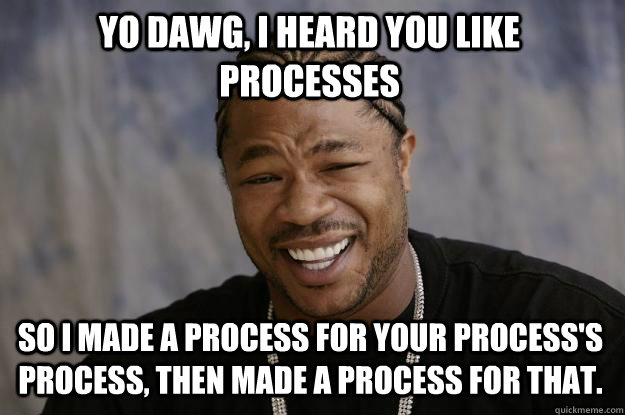 YO DAWG, I HEARD YOU LIKE
PROCESSES
SO I MADE A PROCESS FOR YOUR PROCESS'S
PROCESS, THEN MADE A PROCESS FOR THAT.
quickmeme.com